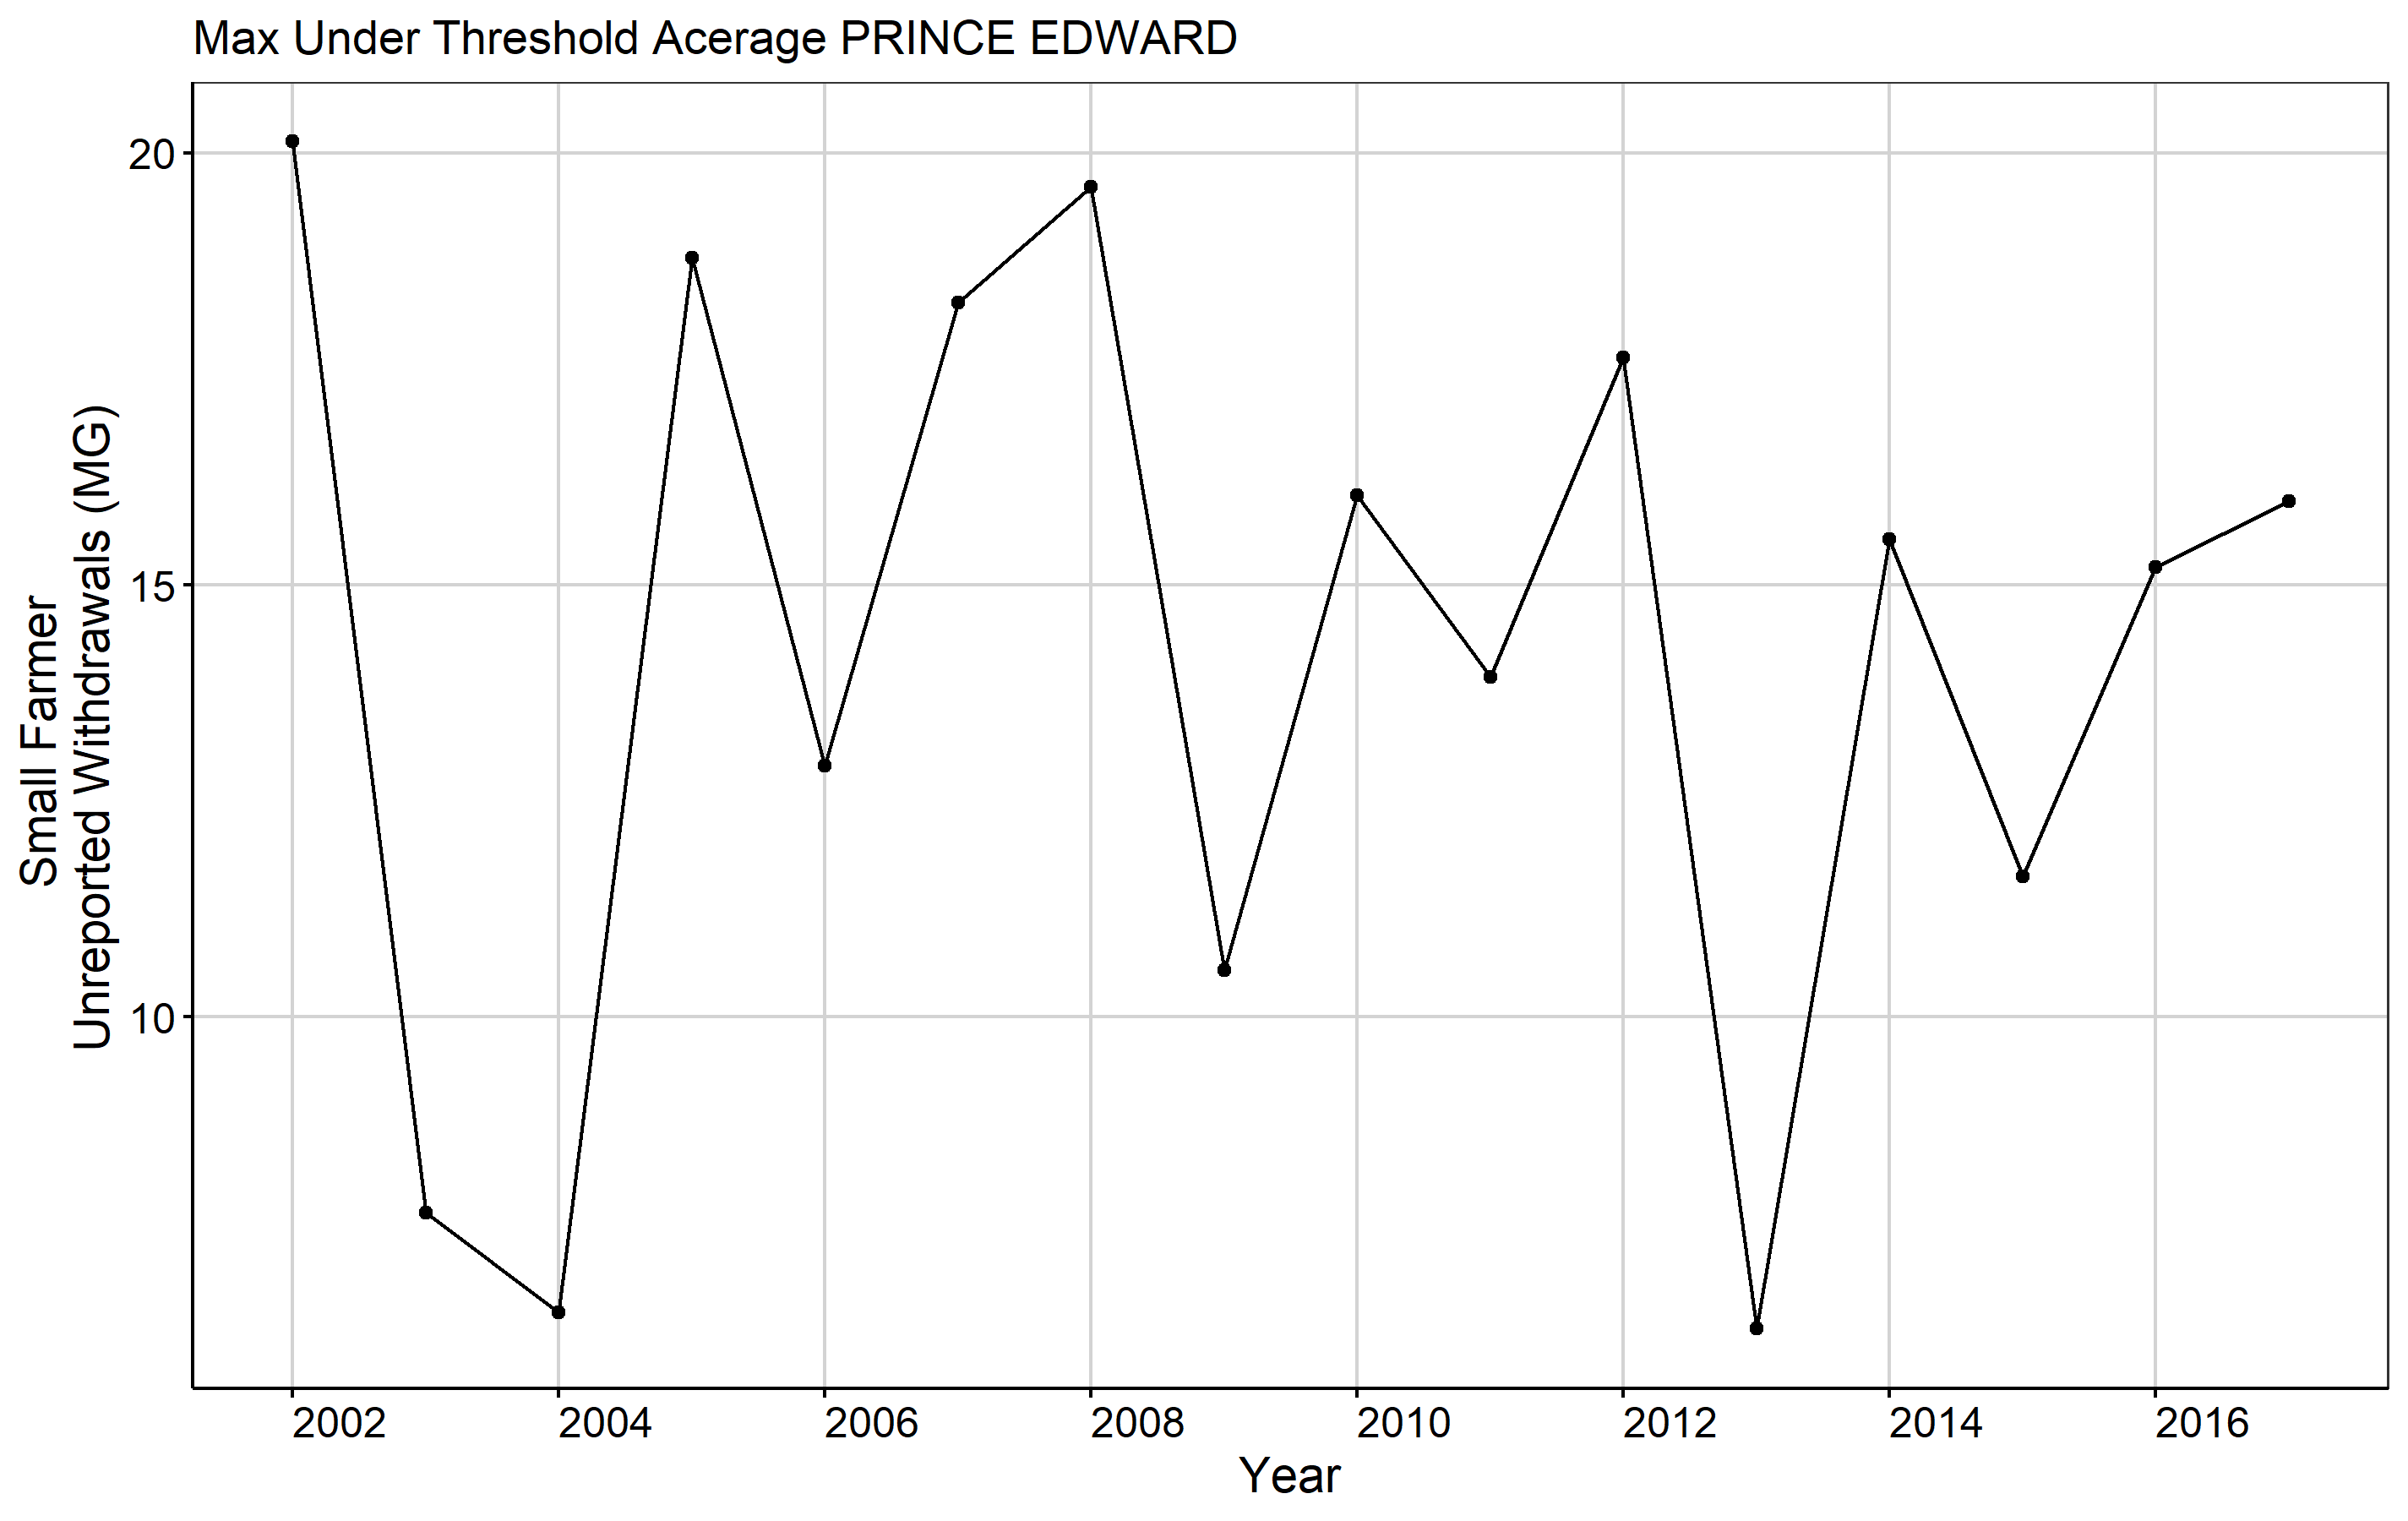 Max Under Threshold Acerage PRINCE EDWARD
Small Farmer
Unreported Withdrawals (MG)
20
15
10
2002 2004 2006 2008 2010 2012 2014 2016
Year